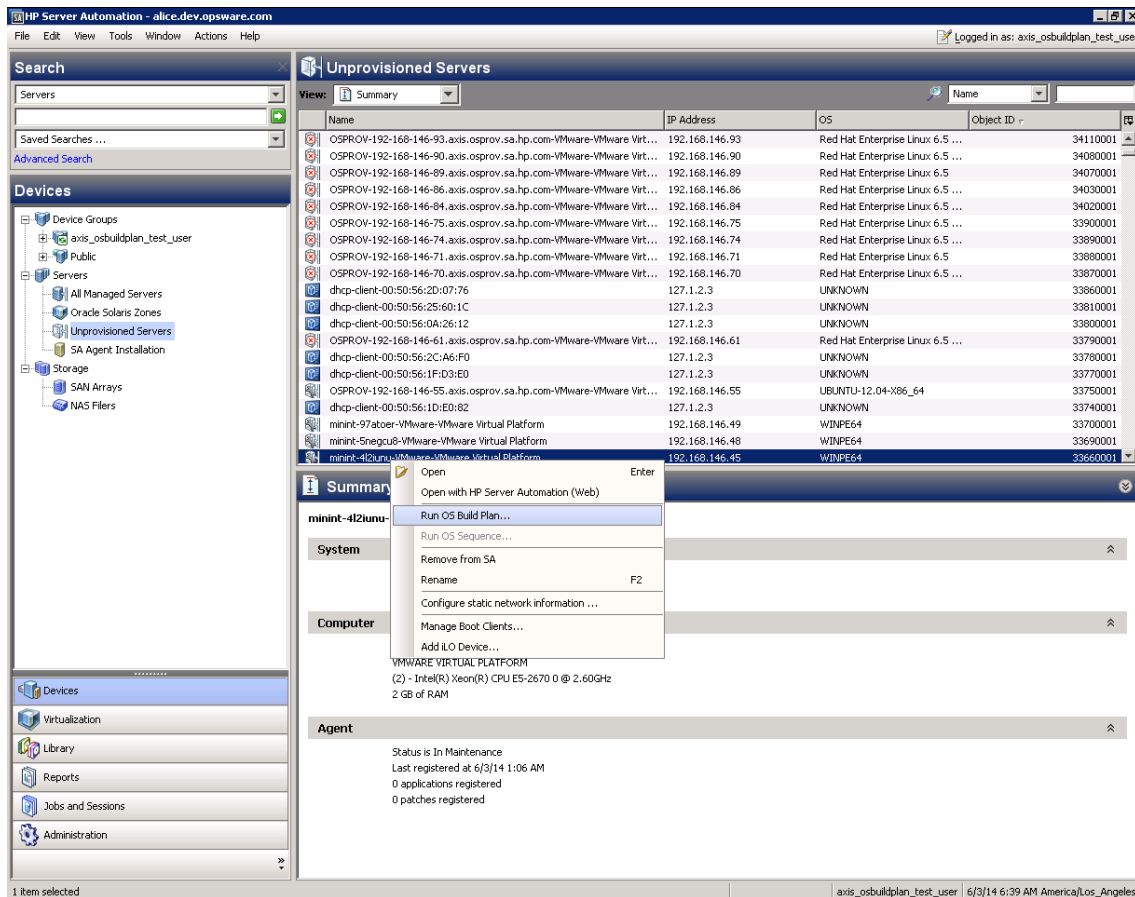 HP Server Automation - alice.dev.opsware.com
File Edit View Tools Window Actions Help
Logged in as: axis_osbuildplan_test_use
Search
Servers
Saved Searches ...
Advanced Search
Devices
Device Groups
axis_osbuildplan_test_user
Public
Servers
All Managed Servers
Oracle Solaris Zones
Unprovisioned Servers
SA Agent Installation
Storage
SAN Arrays
NAS Filers
Devices
Virtualization
Library
Reports
Jobs and Sessions
Administration
Unprovisioned Servers
View: Summary Name
Name IP Address OS Object ID
OSPROV-192-168-146-93.axis.osprov.sa.hp.com-VMware-VMware Virt... 192.168.146.93 Red Hat Enterprise Linux 6.5 ... 34110001
OSPROV-192-168-146-90.axis.osprov.sa.hp.com-VMware-VMware Virt... 192.168.146.90 Red Hat Enterprise Linux 6.5 ... 34080001
OSPROV-192-168-146-89.axis.osprov.sa.hp.com-VMware-VMware Virt... 192.168.146.89 Red Hat Enterprise Linux 6.5 34070001
OSPROV-192-168-146-86.axis.osprov.sa.hp.com-VMware-VMware Virt... 192.168.146.86 Red Hat Enterprise Linux 6.5 ... 34030001
OSPROV-192-168-146-84.axis.osprov.sa.hp.com-VMware-VMware Virt... 192.168.146.84 Red Hat Enterprise Linux 6.5 ... 34020001
OSPROV-192-168-146-75.axis.osprov.sa.hp.com-VMware-VMware Virt... 192.168.146.75 Red Hat Enterprise Linux 6.5 ... 33900001
OSPROV-192-168-146-74.axis.osprov.sa.hp.com-VMware-VMware Virt... 192.168.146.74 Red Hat Enterprise Linux 6.5 ... 33890001
OSPROV-192-168-146-71.axis.osprov.sa.hp.com-VMware-VMware Virt... 192.168.146.71 Red Hat Enterprise Linux 6.5 33880001
OSPROV-192-168-146-70.axis.osprov.sa.hp.com-VMware-VMware Virt... 192.168.146.70 Red Hat Enterprise Linux 6.5 ... 33870001
dhcp-client-00:50:56:2D:07:76 127.1.2.3 UNKNOWN 33860001
dhcp-client-00:50:56:25:60:1C 127.1.2.3 UNKNOWN 33810001
dhcp-client-00:50:56:0A:26:12 127.1.2.3 UNKNOWN 33800001
OSPROV-192-168-146-61.axis.osprov.sa.hp.com-VMware-VMware Virt... 192.168.146.61 Red Hat Enterprise Linux 6.5 ... 33790001
dhcp-client-00:50:56:2C:A6:F0 127.1.2.3 UNKNOWN 33780001
dhcp-client-00:50:56:1F:D3:E0 127.1.2.3 UNKNOWN 33770001
OSPROV-192-168-146-55.axis.osprov.sa.hp.com-VMware-VMware Virt... 192.168.146.55 UBUNTU-12.04-X86_64 33750001
dhcp-client-00:50:56:1D:E0:82 127.1.2.3 UNKNOWN 33740001
minint-97atoer-VMware-VMware Virtual Platform 192.168.146.49 WINPE64 33700001
minint-5negcu8-VMware-VMware Virtual Platform 192.168.146.48 WINPE64 33690001
minint-4l2iunu-VMware-VMware Virtual Platform 192.168.146.45 WINPE64 33660001
Open Enter
Open with HP Server Automation (Web)
Run OS Build Plan...
Run OS Sequence...
Remove from SA
Rename F2
Configure static network information ...
Manage Boot Clients...
Add iLO Device...
Summary
minint-4l2iunu-
System
Computer
VMWARE VIRTUAL PLATFORM
(2) - Intel(R) Xeon(R) CPU E5-2670 0 @ 2.60GHz
2 GB of RAM
Agent
Status is In Maintenance
Last registered at 6/3/14 1:06 AM
0 applications registered
0 patches registered
1 item selected
axis_osbuildplan_test_user 6/3/14 6:39 AM America/Los_Angeles